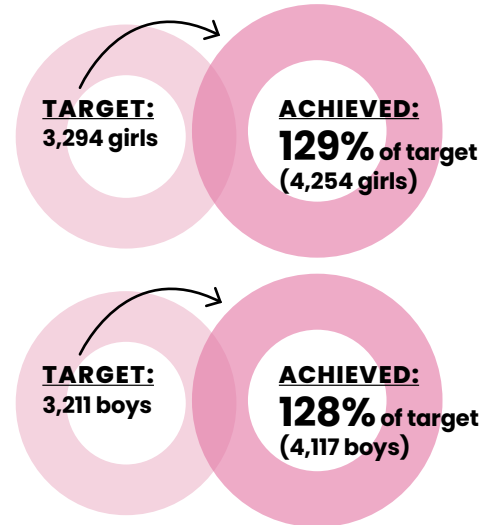 TARGET:
3,294 girls
ACHIEVED:
129% of target
(4,254 girls)
TARGET:
3,211 boys
ACHIEVED:
128% of target
(4,117 boys)